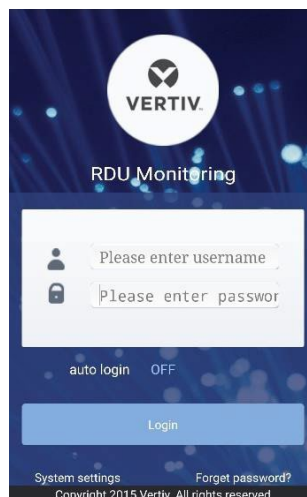 VERTIV.
RDU Monitoring
Please enter username
Please enter passwor
auto login OFF
Login
System settings Forget password?
Copyright 2015 Vertiv. All rights reserved